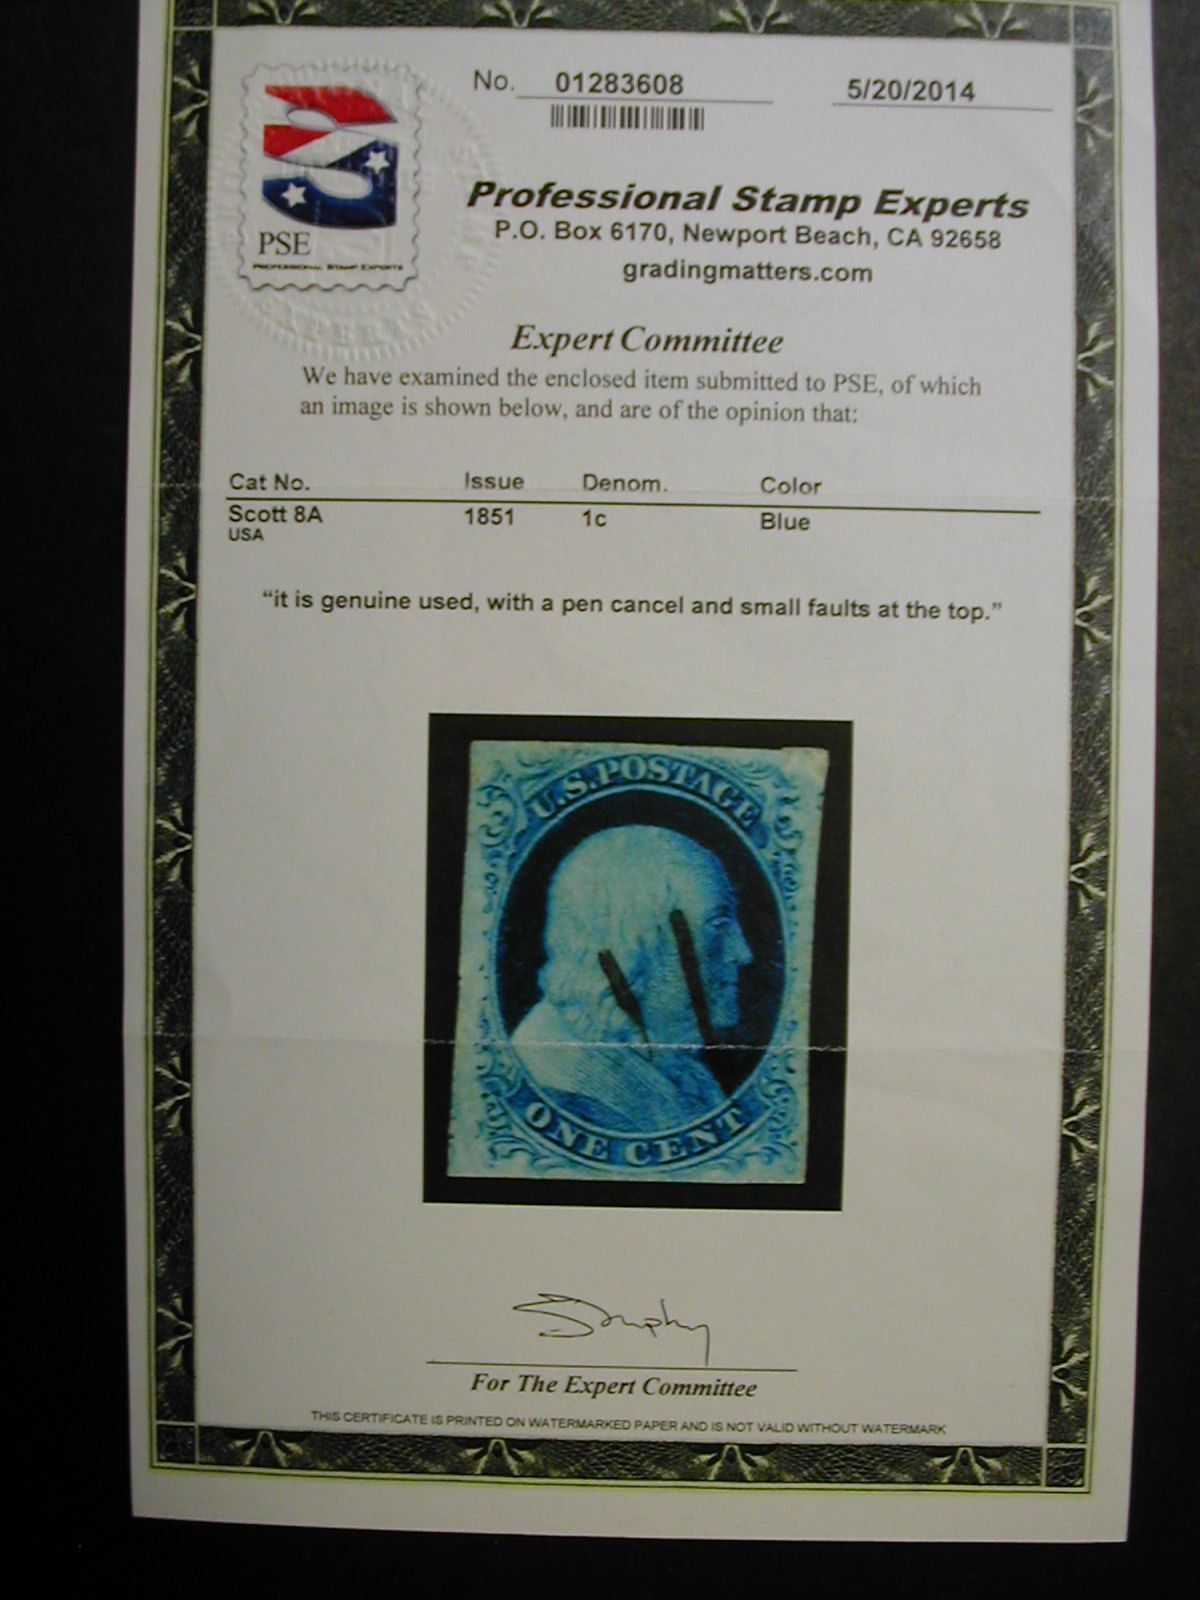 No. 01283608 5/20/2014
PSE
PROFESSIONAL STAMP EXPERTS
EXPERTS
Professional Stamp Experts
P.O. Box 6170, Newport Beach, CA 92658
gradingmatters.com
Expert Committee
We have examined the enclosed item submitted to PSE, of which
an image is shown below, and are of the opinion that:
Cat No. Issue Denom. Color
Scott 8A 1851 1c Blue
USA
“it is genuine used, with a pen cancel and small faults at the top.”
U.S. POSTAGE
ONE CENT
For The Expert Committee
THIS CERTIFICATE IS PRINTED ON WATERMARKED PAPER AND IS NOT VALID WITHOUT WATERMARK